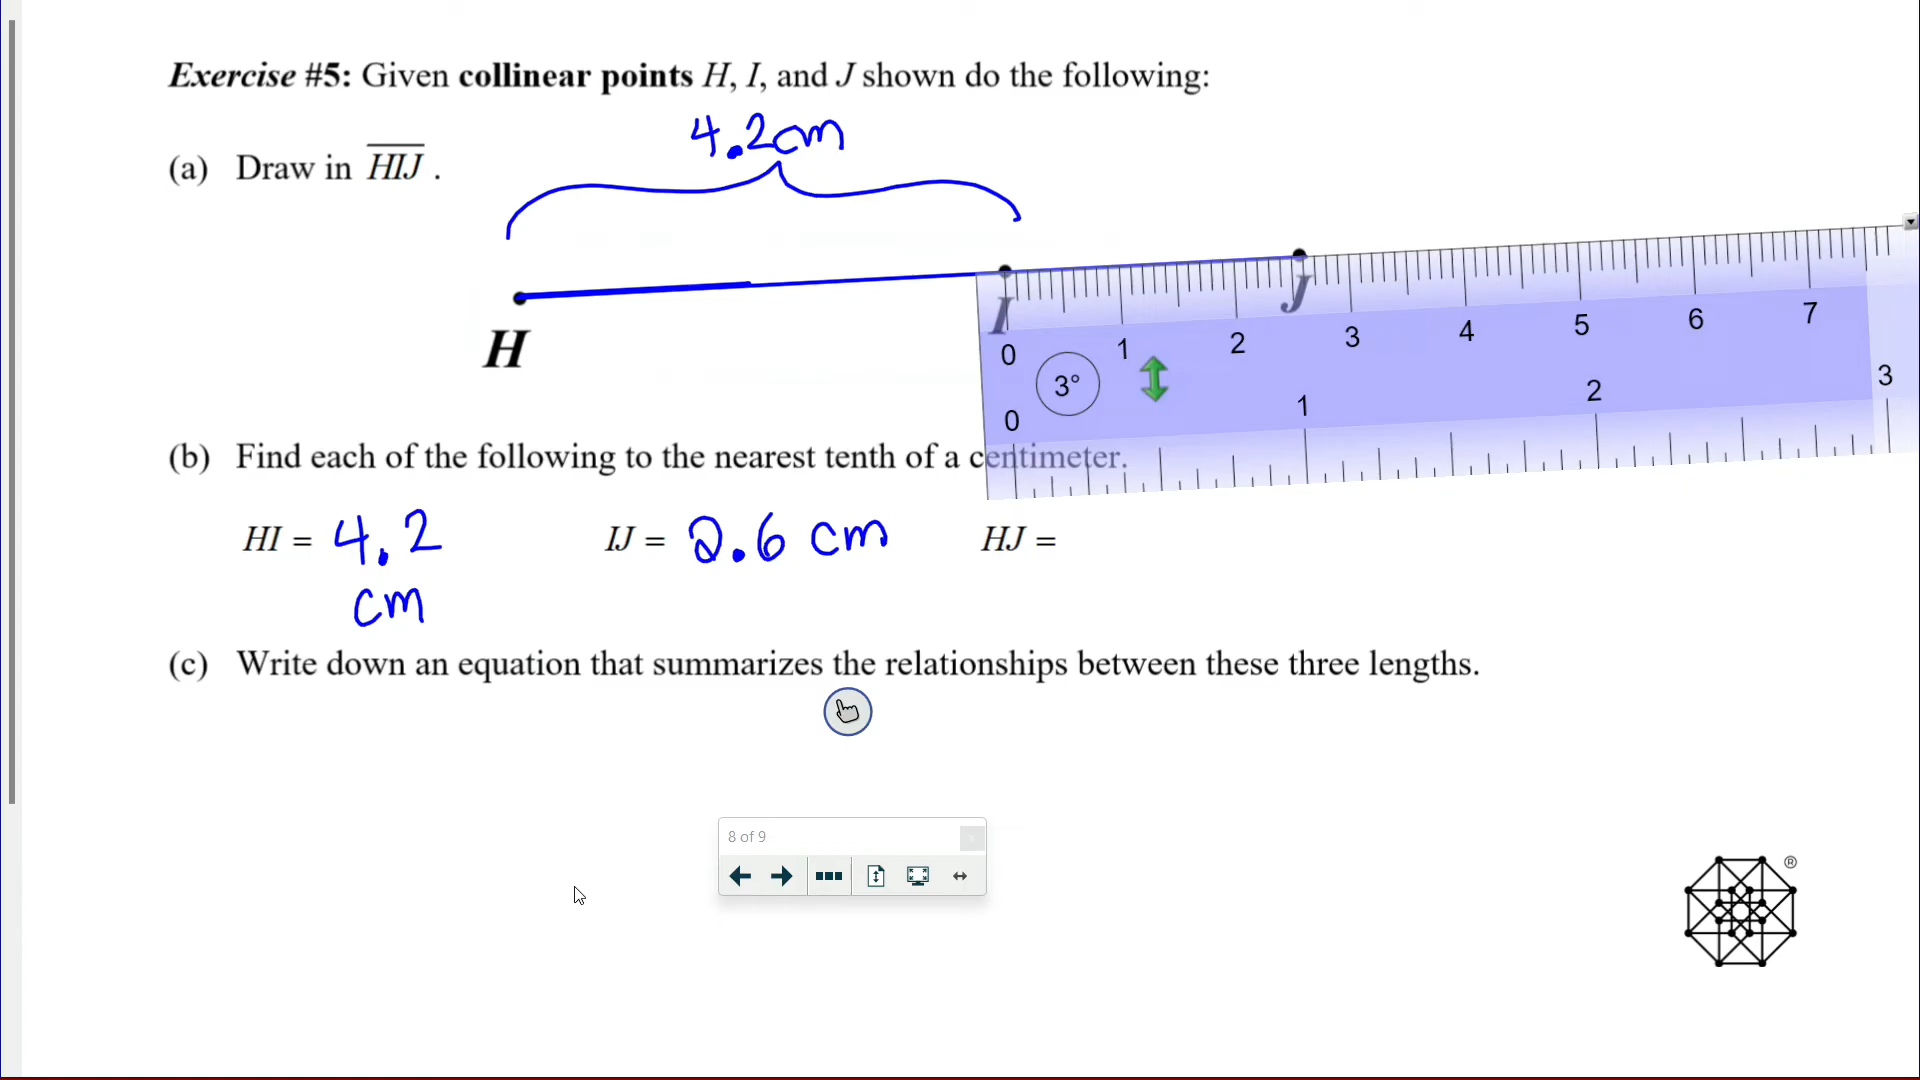 Exercise #5: Given collinear points H, I, and J shown do the following:
4.2cm
(a) Draw in HIJ .
H
I
J
0 1 2 3 4 5 6 7
3°
0 1 2 3
(b) Find each of the following to the nearest tenth of a centimeter.
HI = 4.2 cm
IJ = 2.6 cm
HJ =
(c) Write down an equation that summarizes the relationships between these three lengths.
8 of 9
®